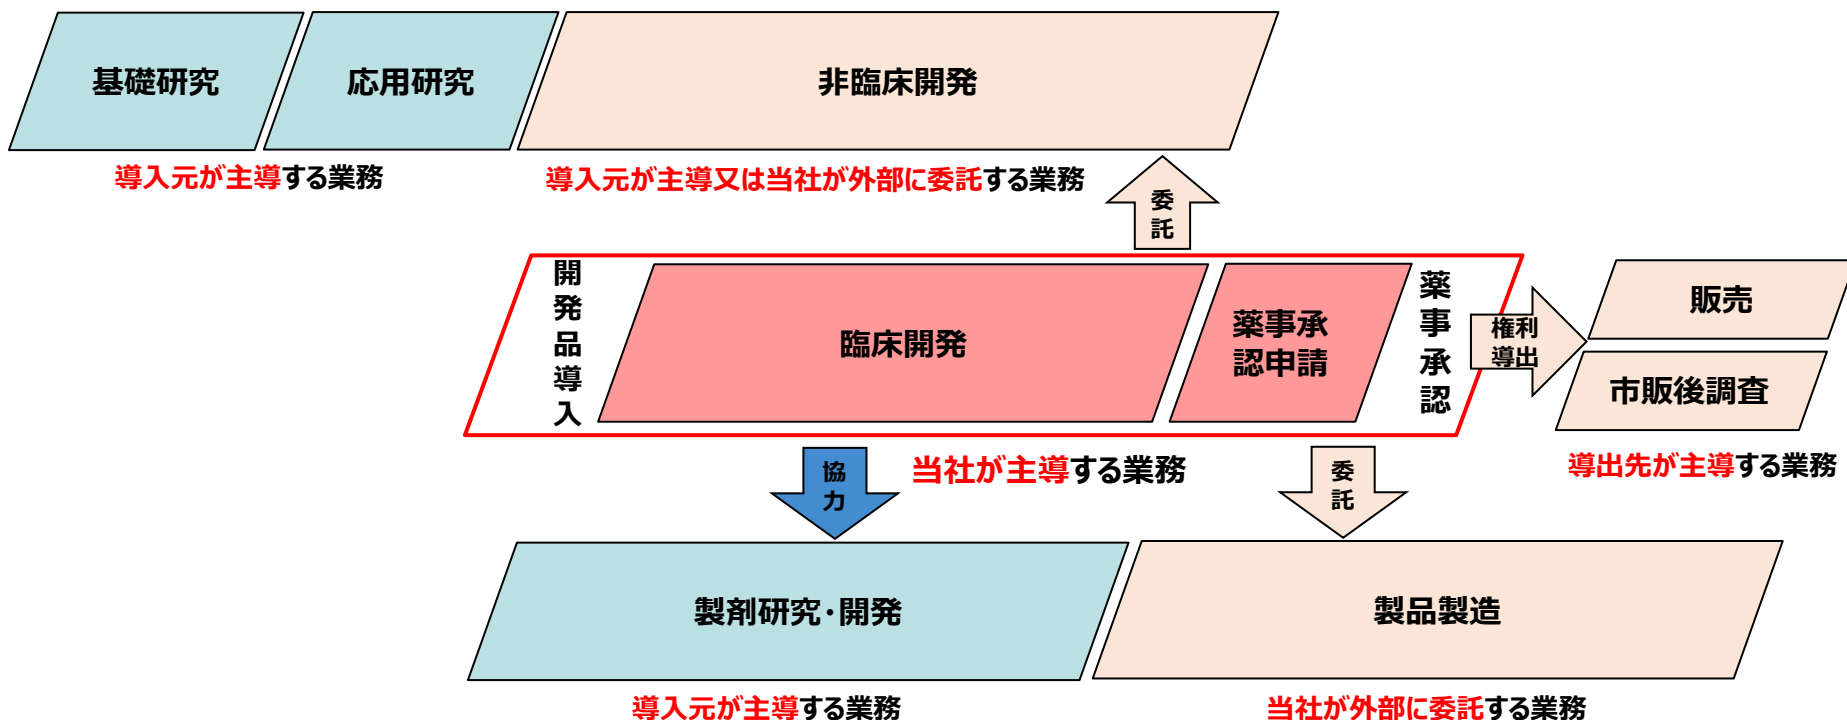 基礎研究
応用研究
非臨床開発
導入元が主導する業務
導入元が主導又は当社が外部に委託する業務
委託
開発品導入
臨床開発
薬事承
認申請
薬事承認
権利
導出
販売
市販後調査
導出先が主導する業務
協力
当社が主導する業務
委託
製剤研究・開発
製品製造
導入元が主導する業務
当社が外部に委託する業務